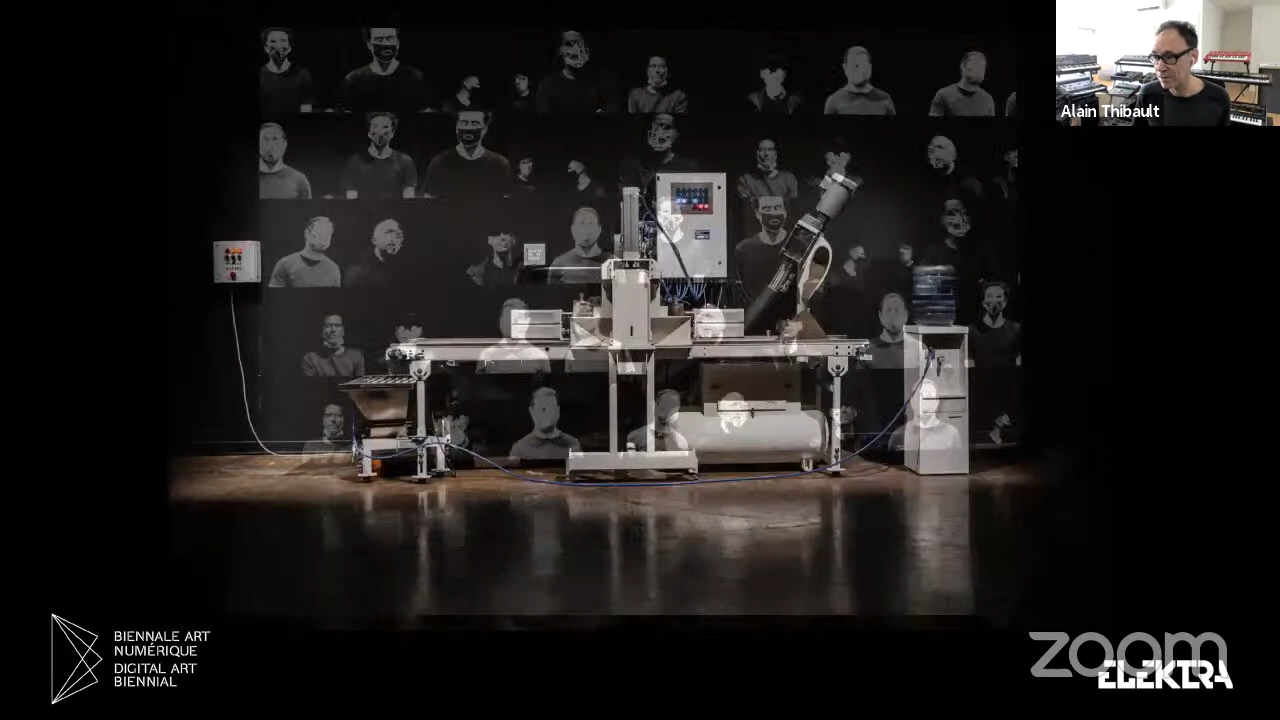 Alain Thibault
BIENNALE ART
NUMÉRIQUE
DIGITAL ART
BIENNIAL
zoom
ELEKTRA